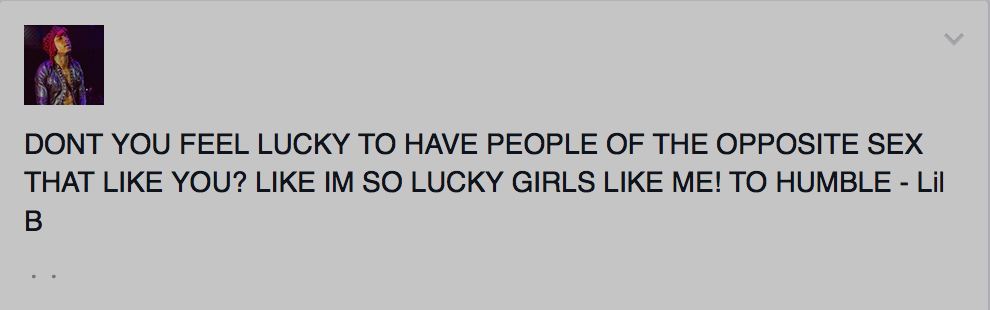 DONT YOU FEEL LUCKY TO HAVE PEOPLE OF THE OPPOSITE SEX
THAT LIKE YOU? LIKE IM SO LUCKY GIRLS LIKE ME! TO HUMBLE - Lil
B